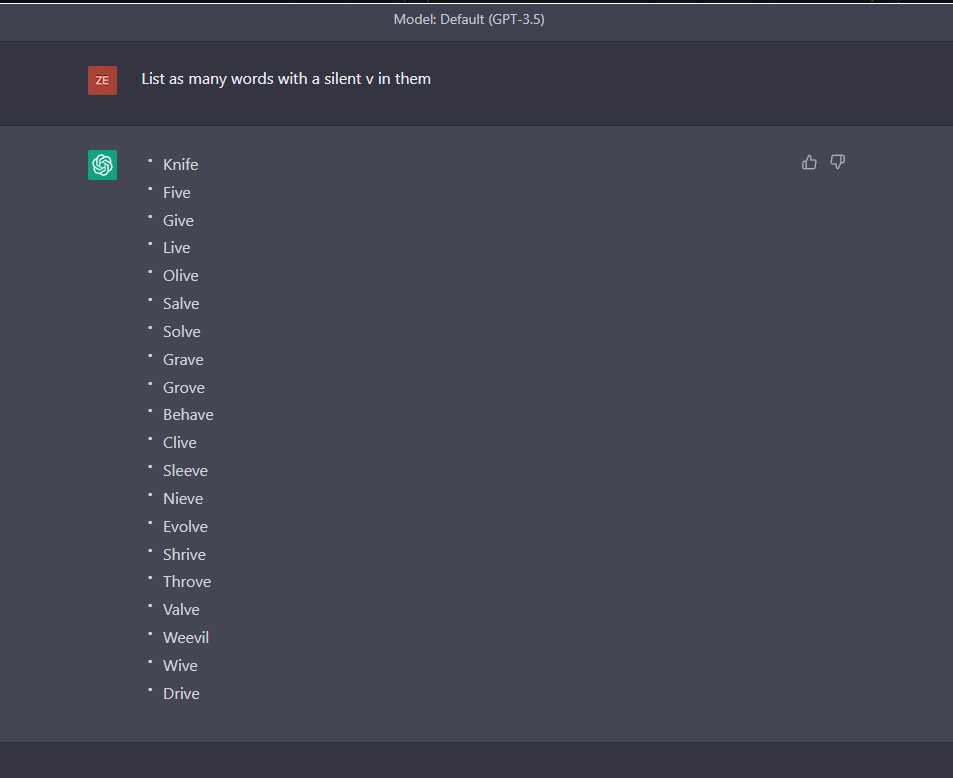 Model: Default (GPT-3.5)
ZE
List as many words with a silent v in them
Knife
Five
Give
Live
Olive
Salve
Solve
Grave
Grove
Behave
Clive
Sleeve
Nieve
Evolve
Shrive
Throve
Valve
Weevil
Wive
Drive